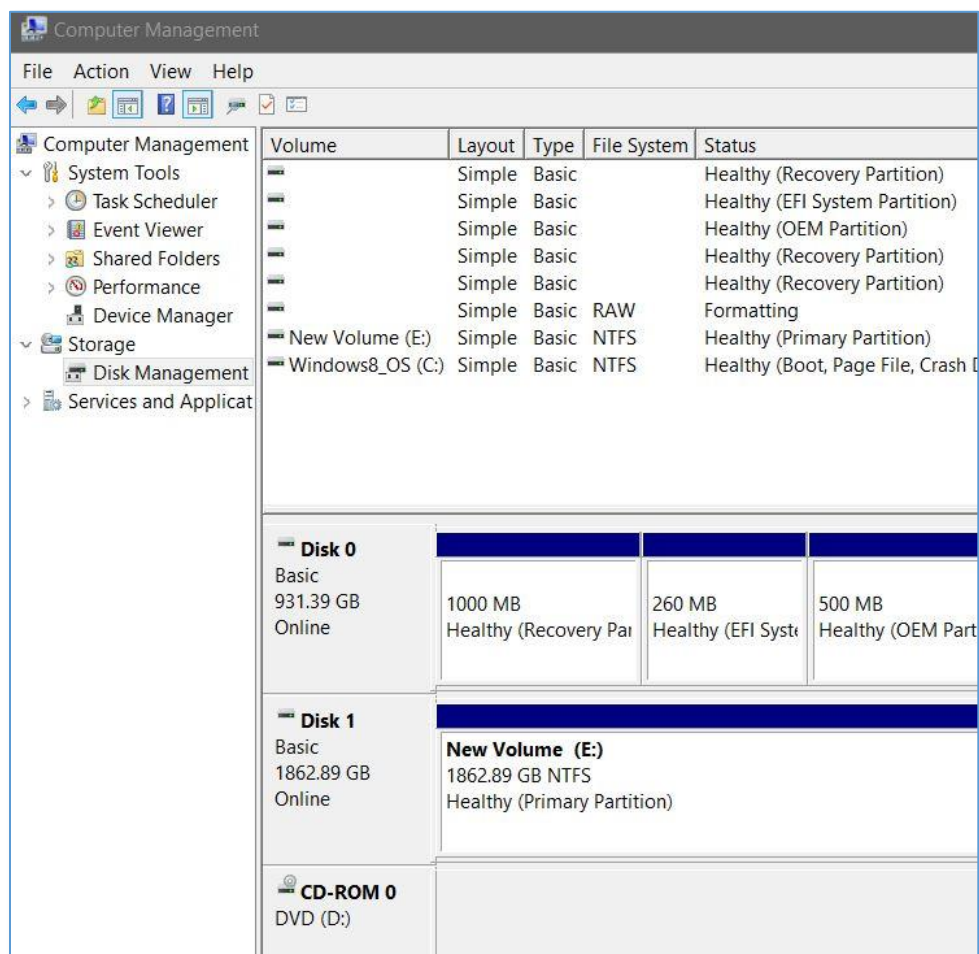 Computer Management
File Action View Help
Computer Management
System Tools
Task Scheduler
Event Viewer
Shared Folders
Performance
Device Manager
Storage
Disk Management
Services and Applicat
Volume Layout Type File System Status
Simple Basic Healthy (Recovery Partition)
Simple Basic Healthy (EFI System Partition)
Simple Basic Healthy (OEM Partition)
Simple Basic Healthy (Recovery Partition)
Simple Basic Healthy (Recovery Partition)
Simple Basic RAW Formatting
New Volume (E:) Simple Basic NTFS Healthy (Primary Partition)
Windows8_OS (C:) Simple Basic NTFS Healthy (Boot, Page File, Crash
Disk 0
Basic
931.39 GB
Online
1000 MB
Healthy (Recovery Par
260 MB
Healthy (EFI Syste
500 MB
Healthy (OEM Part
Disk 1
Basic
1862.89 GB
Online
New Volume (E:)
1862.89 GB NTFS
Healthy (Primary Partition)
CD-ROM 0
DVD (D:)